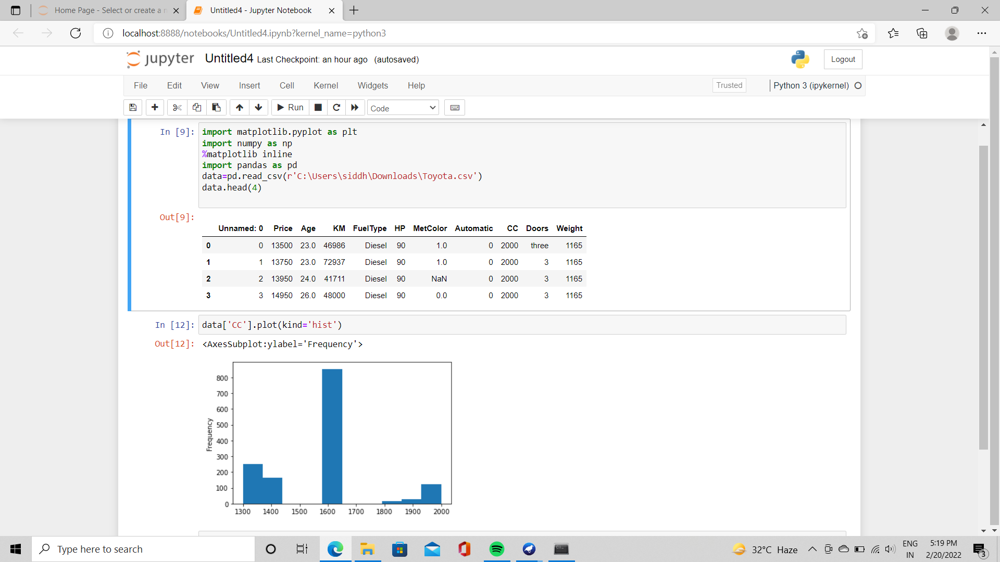 Home Page - Select or create a n
Untitled4 - Jupyter Notebook
localhost:8888/notebooks/Untitled4.ipynb?kernel_name=python3
jupyter Untitled4 Last Checkpoint: an hour ago (autosaved)
Logout
File Edit View Insert Cell Kernel Widgets Help
Trusted Python 3 (ipykernel)
Run Code
In [9]: import matplotlib.pyplot as plt
import numpy as np
%matplotlib inline
import pandas as pd
data=pd.read_csv(r'C:\Users\siddh\Downloads\Toyota.csv')
data.head(4)
Out[9]:
Unnamed: 0 Price Age KM FuelType HP MetColor Automatic CC Doors Weight
0 0 13500 23.0 46986 Diesel 90 1.0 0 2000 three 1165
1 1 13750 23.0 72937 Diesel 90 1.0 0 2000 3 1165
2 2 13950 24.0 41711 Diesel 90 NaN 0 2000 3 1165
3 3 14950 26.0 48000 Diesel 90 0.0 0 2000 3 1165
In [12]: data['CC'].plot(kind='hist')
Out[12]: <AxesSubplot:ylabel='Frequency'>
Frequency
800
700
600
500
400
300
200
100
0
1300 1400 1500 1600 1700 1800 1900 2000
Type here to search
32°C Haze
ENG
IN
5:19 PM
2/20/2022
3